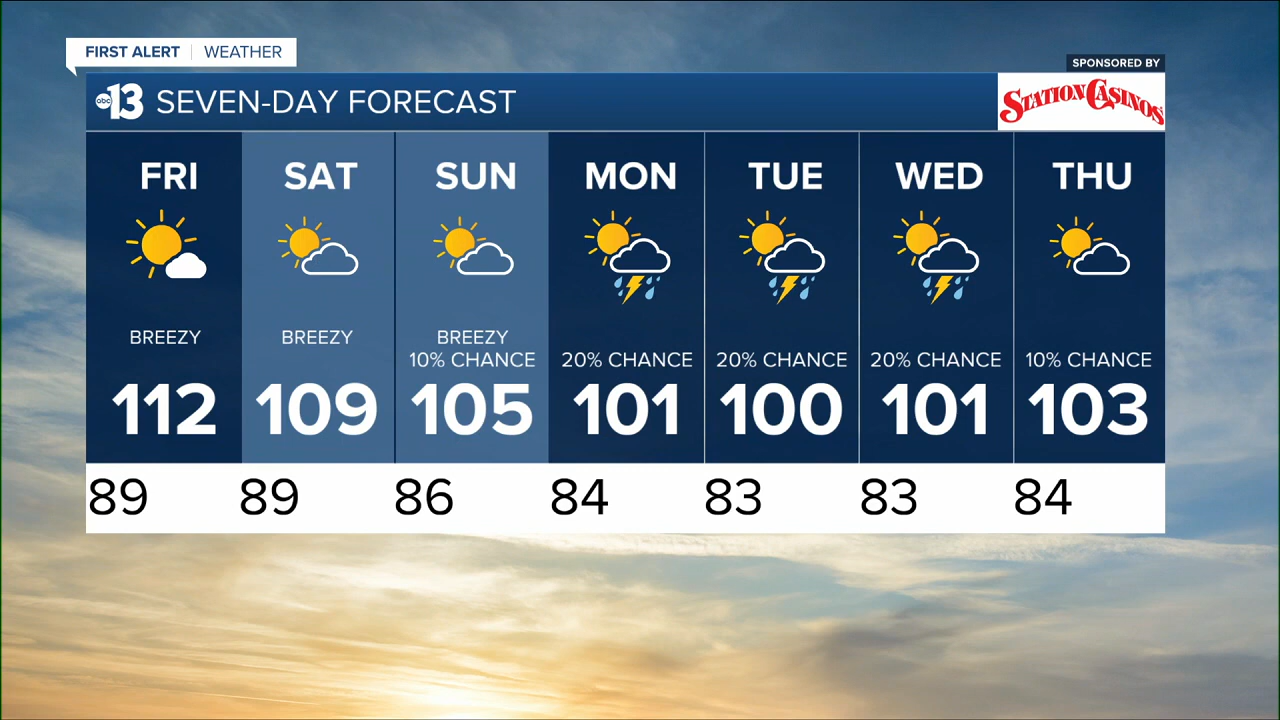 FIRST ALERT | WEATHER
SPONSORED BY
abc 13 SEVEN-DAY FORECAST
STATION CASINOS
FRI SAT SUN MON TUE WED THU
BREEZY BREEZY BREEZY
10% CHANCE 20% CHANCE 20% CHANCE 20% CHANCE 10% CHANCE
112 109 105 101 100 101 103
89 89 86 84 83 83 84